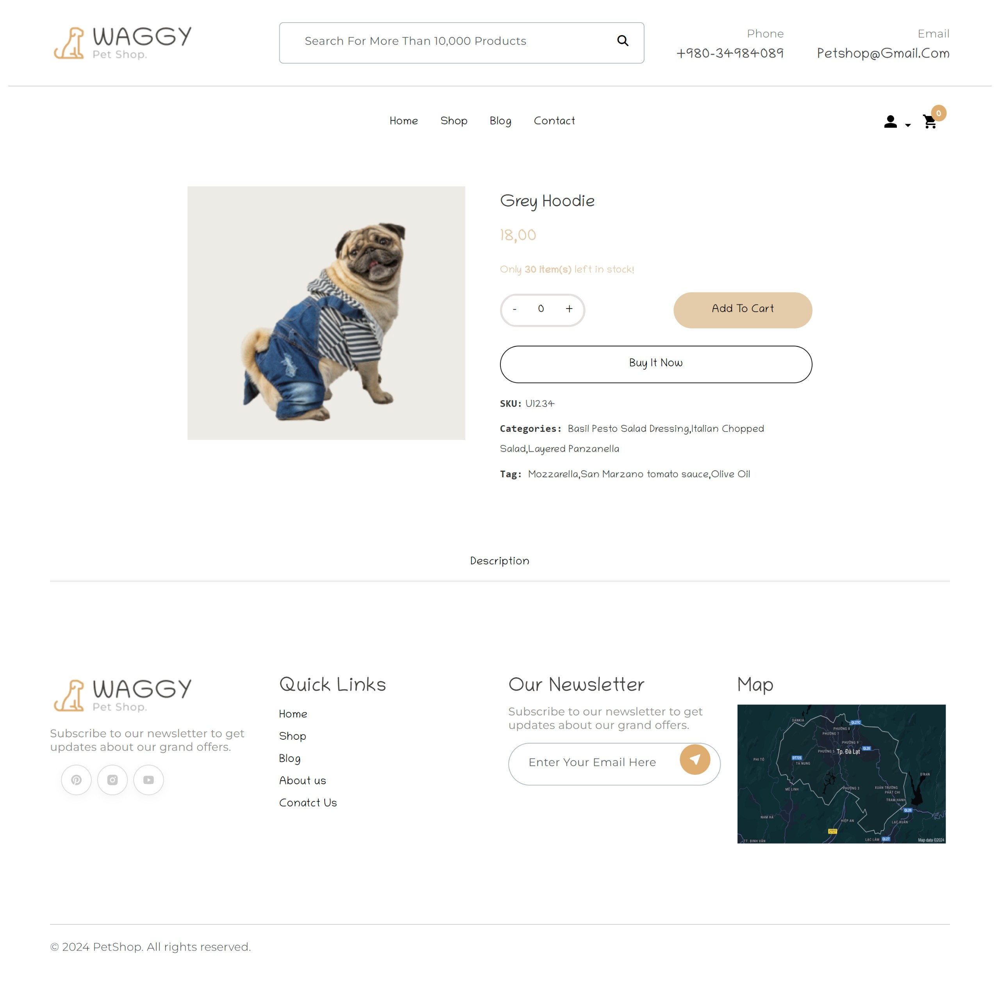 WAGGY
Pet Shop.
Search For More Than 10,000 Products
Phone
+980-34984089
Email
Petshop@Gmail.Com
Home Shop Blog Contact
0
Grey Hoodie
18,00
Only 30 item(s) left in stock!
- 0 +
Add To Cart
Buy It Now
SKU: U1234
Categories: Basil Pesto Salad Dressing,Italian Chopped
Salad,Layered Panzanella
Tag: Mozzarella,San Marzano tomato sauce,Olive Oil
Description
WAGGY
Pet Shop.
Subscribe to our newsletter to get
updates about our grand offers.
Quick Links
Home
Shop
Blog
About us
Conatct Us
Our Newsletter
Subscribe to our newsletter to get
updates about our grand offers.
Enter Your Email Here
Map
DANKIA
QL27C
PHƯỜNG 8
PHƯỜNG 7
PHƯỜNG 9
QL20
PHƯỜNG 5
Tp. Đà Lạt
PHI TÔ
DT725
TÀ NUNG
D'RAN
MÊ LINH
PHƯỜNG 3
XUÂN TRƯỜNG
PHÁT CHI
TRẠM HÀNH
QL20
NAM HÀ
HIỆP AN
LẠC XUÂN
CT27
LẠC LÂM
QL27
TT. ĐINH VĂN
Map data ©2024
© 2024 PetShop. All rights reserved.